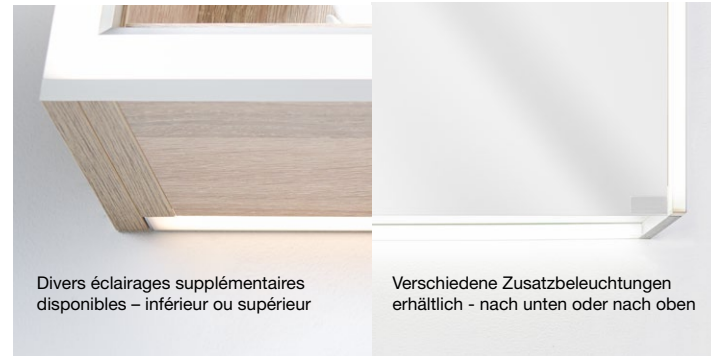 Divers éclairages supplémentaires
disponibles – inférieur ou supérieur
Verschiedene Zusatzbeleuchtungen
erhältlich - nach unten oder nach oben